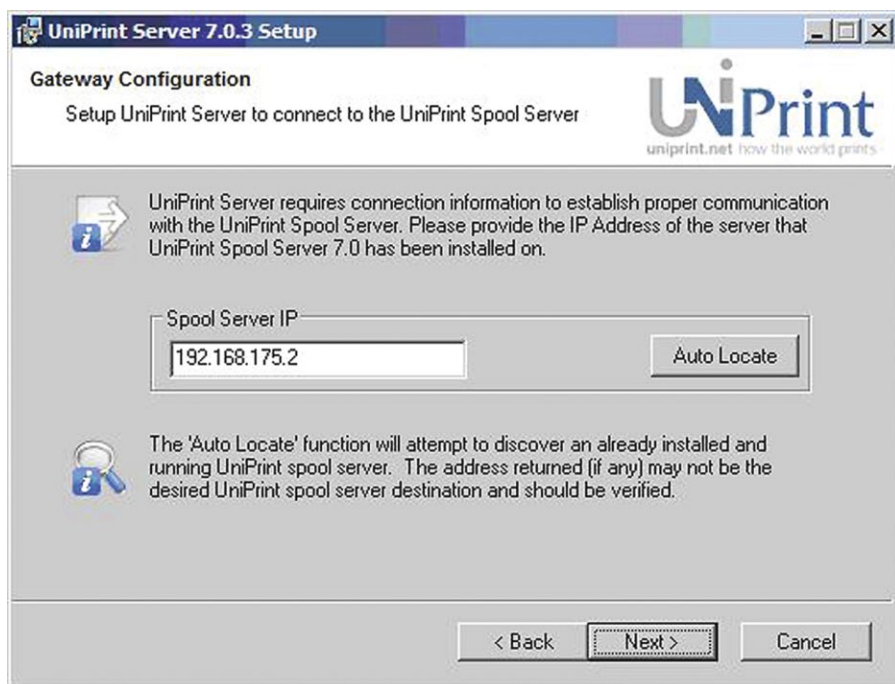 UniPrint Server 7.0.3 Setup
Gateway Configuration
Setup UniPrint Server to connect to the UniPrint Spool Server
UNiPrint
uniprint.net how the world prints
UniPrint Server requires connection information to establish proper communication
with the UniPrint Spool Server. Please provide the IP Address of the server that
UniPrint Spool Server 7.0 has been installed on.
Spool Server IP
192.168.175.2
Auto Locate
The 'Auto Locate' function will attempt to discover an already installed and
running UniPrint spool server.  The address returned (if any) may not be the
desired UniPrint spool server destination and should be verified.
< Back
Next >
Cancel